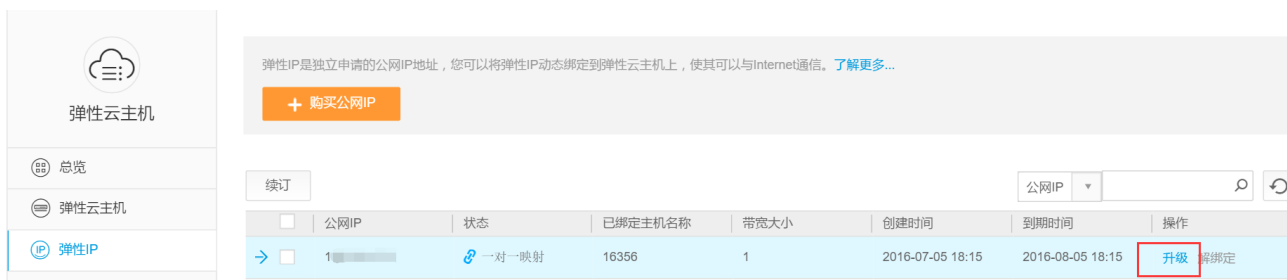 弹性云主机
总览
弹性云主机
IP 弹性IP
弹性IP是独立申请的公网IP地址，您可以将弹性IP动态绑定到弹性云主机上，使其可以与Internet通信。了解更多...
+ 购买公网IP
续订
公网IP
公网IP 状态 已绑定主机名称 带宽大小 创建时间 到期时间 操作
1 一对一映射 16356 1 2016-07-05 18:15 2016-08-05 18:15 升级 解绑定